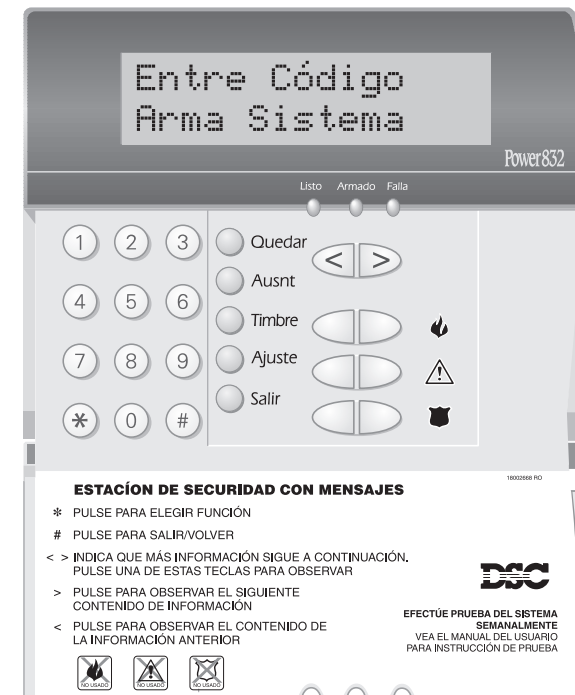 Entre Código
Arma Sistema
Power832
Listo Armado Falla
1 2 3
Quedar
< >
Ausnt
4 5 6
Timbre
7 8 9
Ajuste
Salir
* 0 #
18002668 RO
ESTACÍON DE SECURIDAD CON MENSAJES
* PULSE PARA ELEGIR FUNCIÓN
# PULSE PARA SALIR/VOLVER
< > INDICA QUE MÁS INFORMACIÓN SIGUE A CONTINUACIÓN.
PULSE UNA DE ESTAS TECLAS PARA OBSERVAR
> PULSE PARA OBSERVAR EL SIGUIENTE
CONTENIDO DE INFORMACIÓN
< PULSE PARA OBSERVAR EL CONTENIDO DE
LA INFORMACIÓN ANTERIOR
DSC
EFECTÚE PRUEBA DEL SISTEMA
SEMANALMENTE
VEA EL MANUAL DEL USUARIO
PARA INSTRUCCIÓN DE PRUEBA
NO USADO NO USADO NO USADO